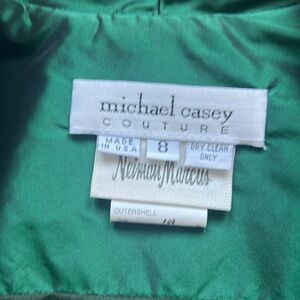 michael casey
COUTURE
MADE
IN U.S.A
8
DRY CLEAN
ONLY
Neiman Marcus
OUTERSHELL